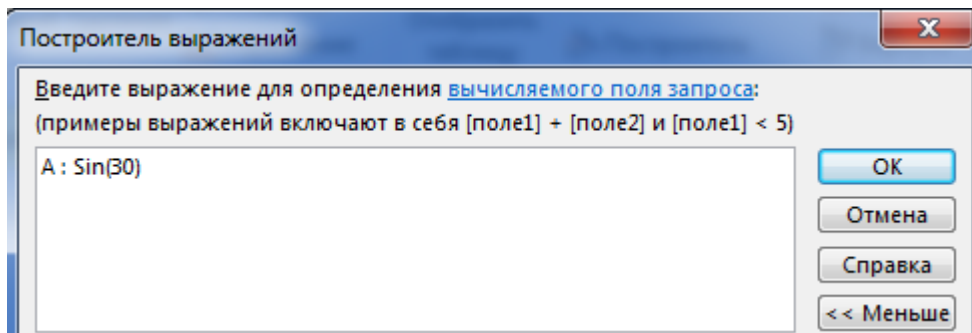 Построитель выражений
Введите выражение для определения вычисляемого поля запроса:
(примеры выражений включают в себя [поле1] + [поле2] и [поле1] < 5)
A : Sin(30)
ОК
Отмена
Справка
<< Меньше